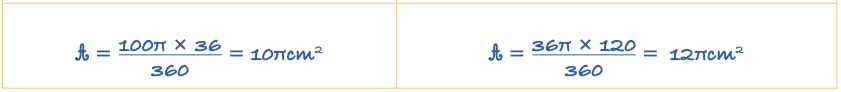 A = 100π × 36 / 360 = 10πcm²
A = 36π × 120 / 360 = 12πcm²